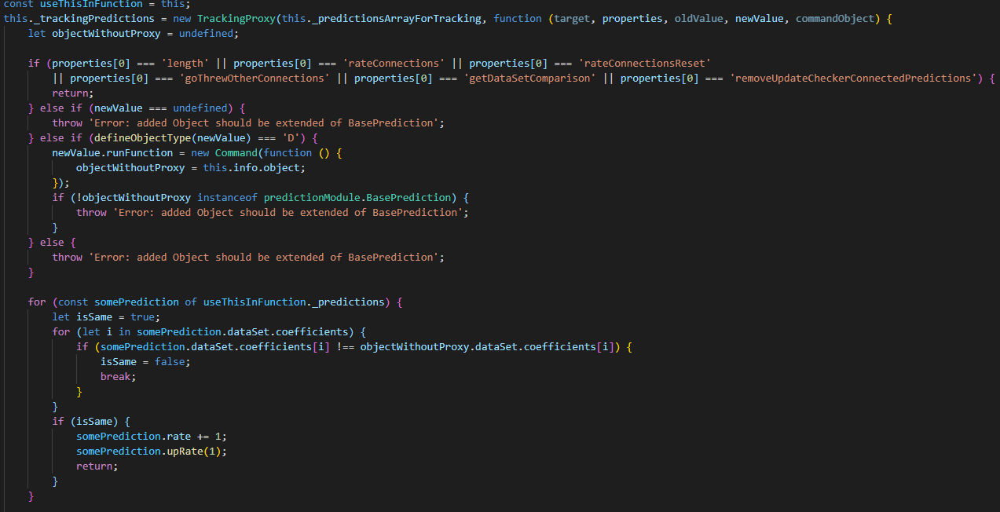 const useThisInFunction = this;
this._trackingPredictions = new TrackingProxy(this._predictionsArrayForTracking, function (target, properties, oldValue, newValue, commandObject) {
    let objectWithoutProxy = undefined;

    if (properties[0] === 'length' || properties[0] === 'rateConnections' || properties[0] === 'rateConnectionsReset'
        || properties[0] === 'goThrewOtherConnections' || properties[0] === 'getDataSetComparison' || properties[0] === 'removeUpdateCheckerConnectedPredictions') {
        return;
    } else if (newValue === undefined) {
        throw 'Error: added Object should be extended of BasePrediction';
    } else if (defineObjectType(newValue) === 'D') {
        newValue.runFunction = new Command(function () {
            objectWithoutProxy = this.info.object;
        });
        if (!objectWithoutProxy instanceof predictionModule.BasePrediction) {
            throw 'Error: added Object should be extended of BasePrediction';
        }
    } else {
        throw 'Error: added Object should be extended of BasePrediction';
    }

    for (const somePrediction of useThisInFunction._predictions) {
        let isSame = true;
        for (let i in somePrediction.dataSet.coefficients) {
            if (somePrediction.dataSet.coefficients[i] !== objectWithoutProxy.dataSet.coefficients[i]) {
                isSame = false;
                break;
            }
        }
        if (isSame) {
            somePrediction.rate += 1;
            somePrediction.upRate(1);
            return;
        }
    }